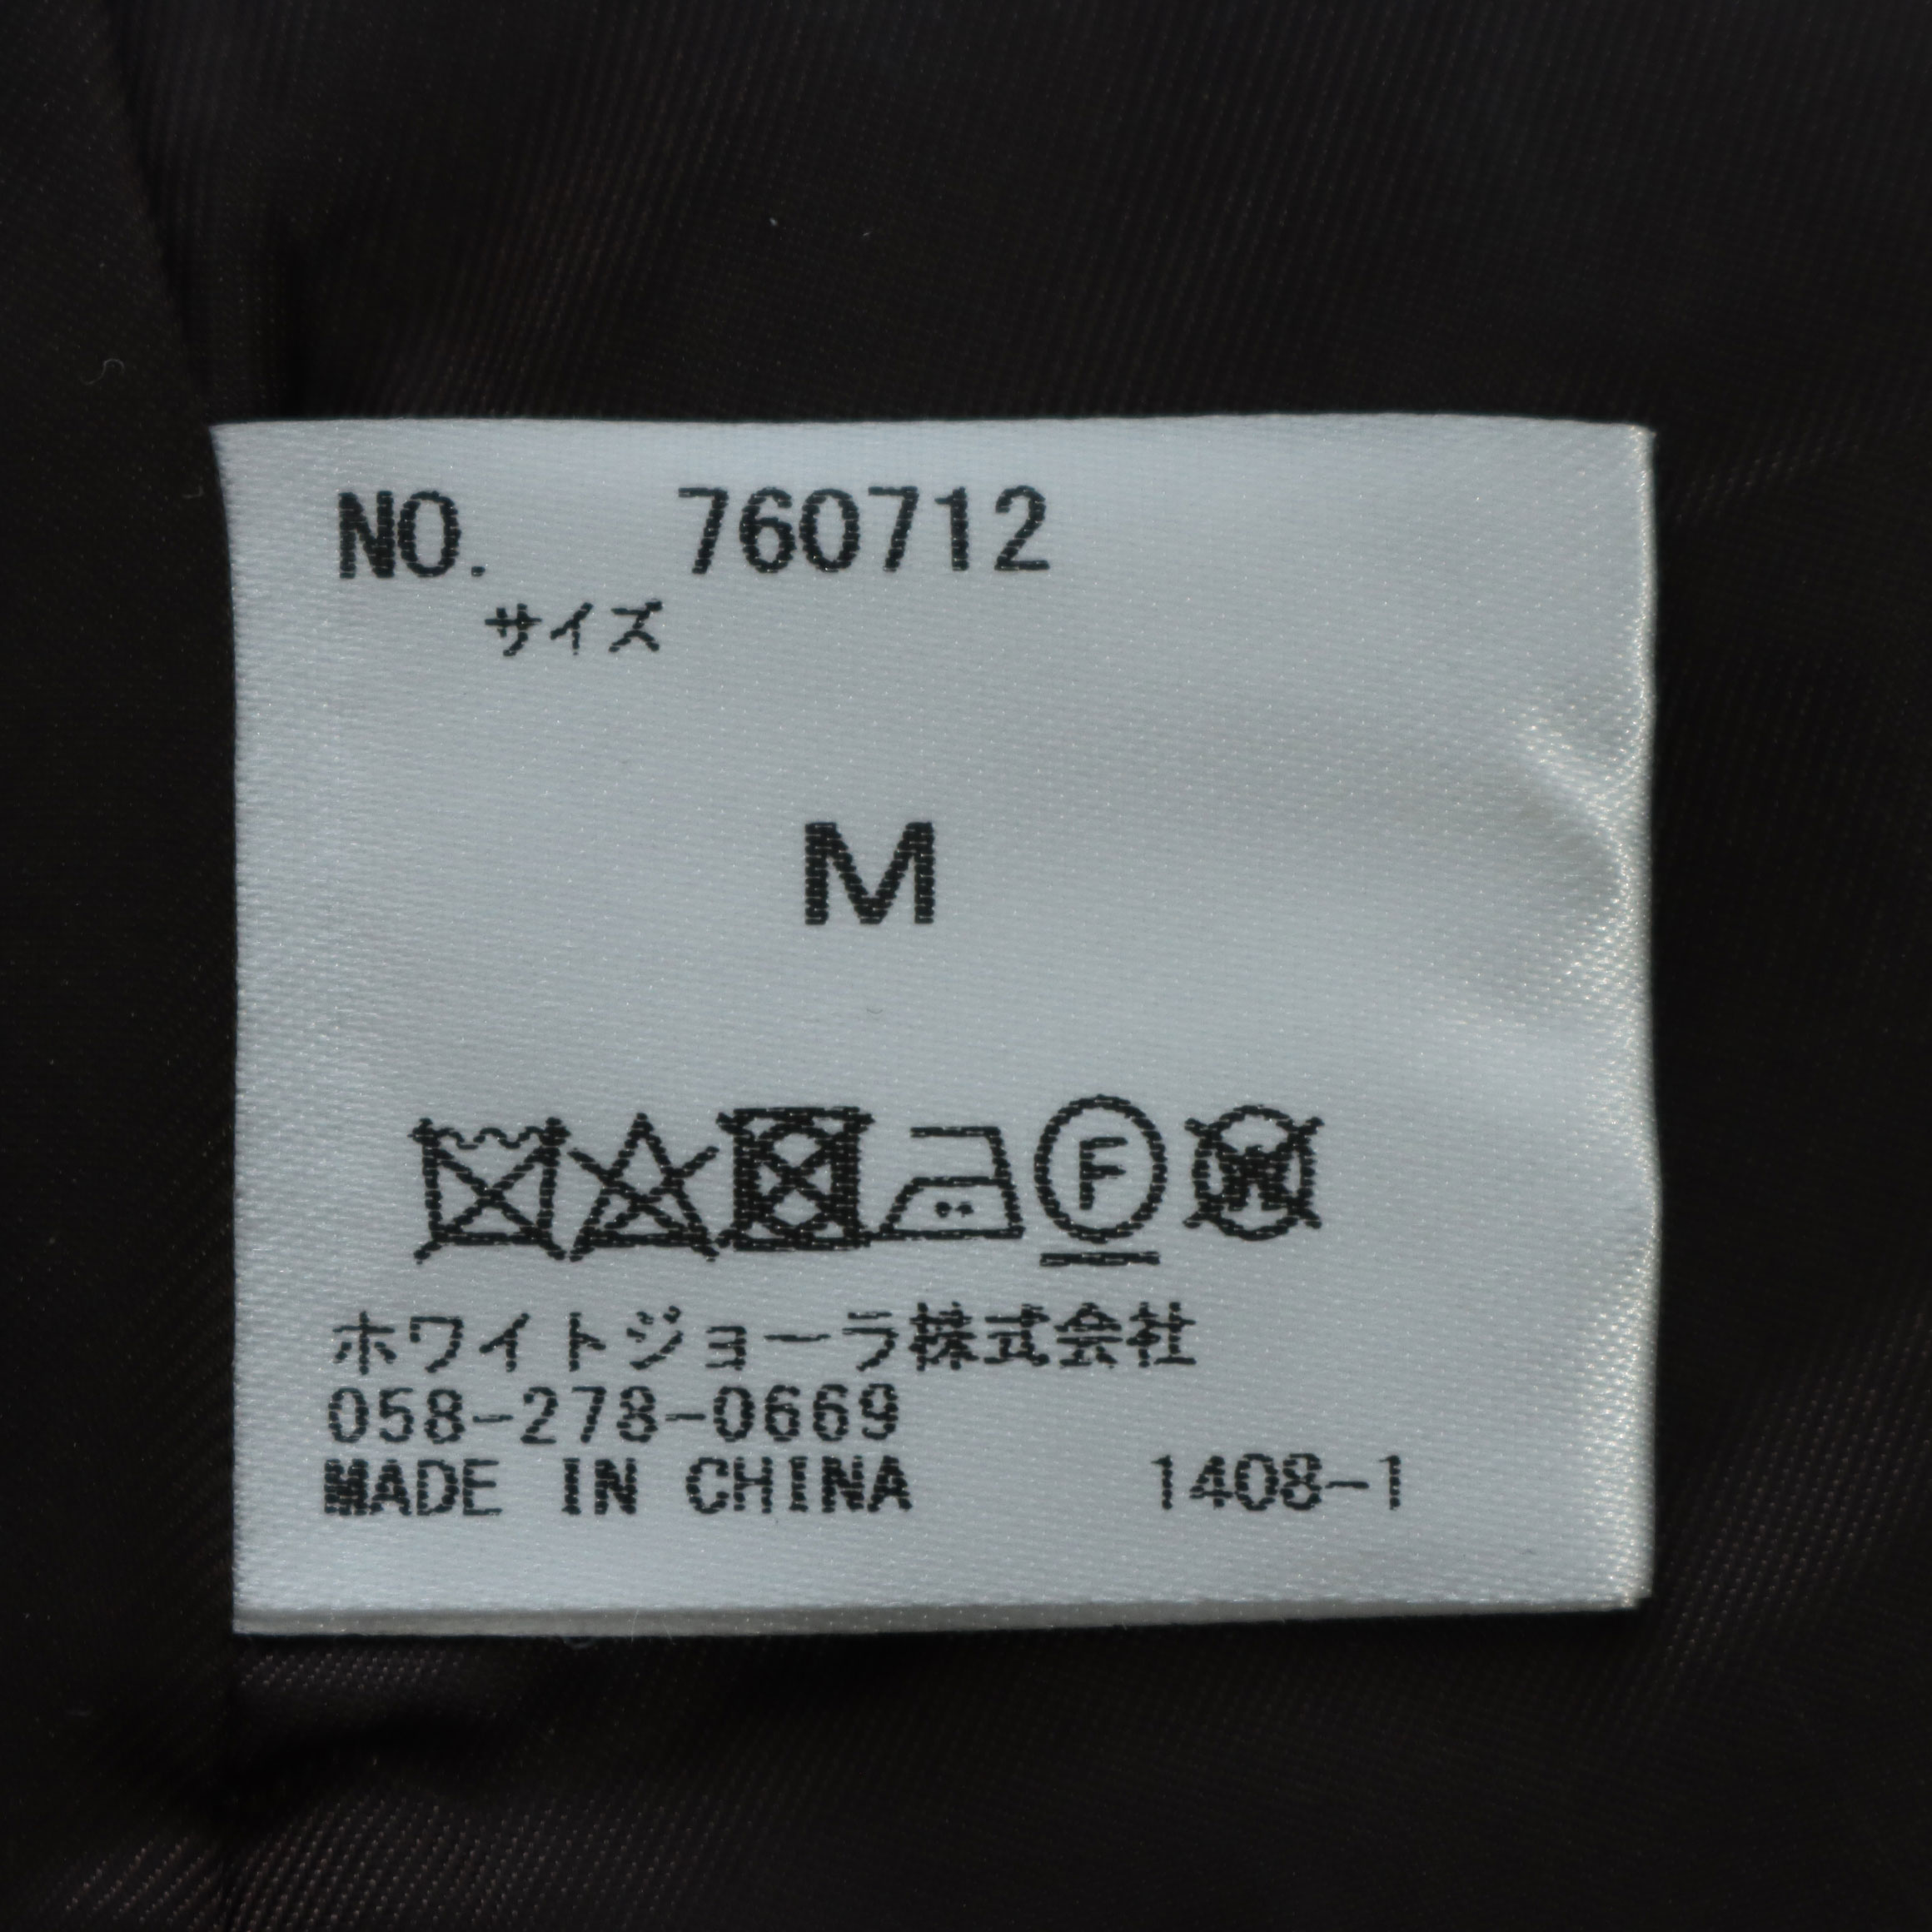 NO. 760712
サイズ
M
F
W
ホワイトジョーラ株式会社
058-278-0669
MADE IN CHINA 1408-1